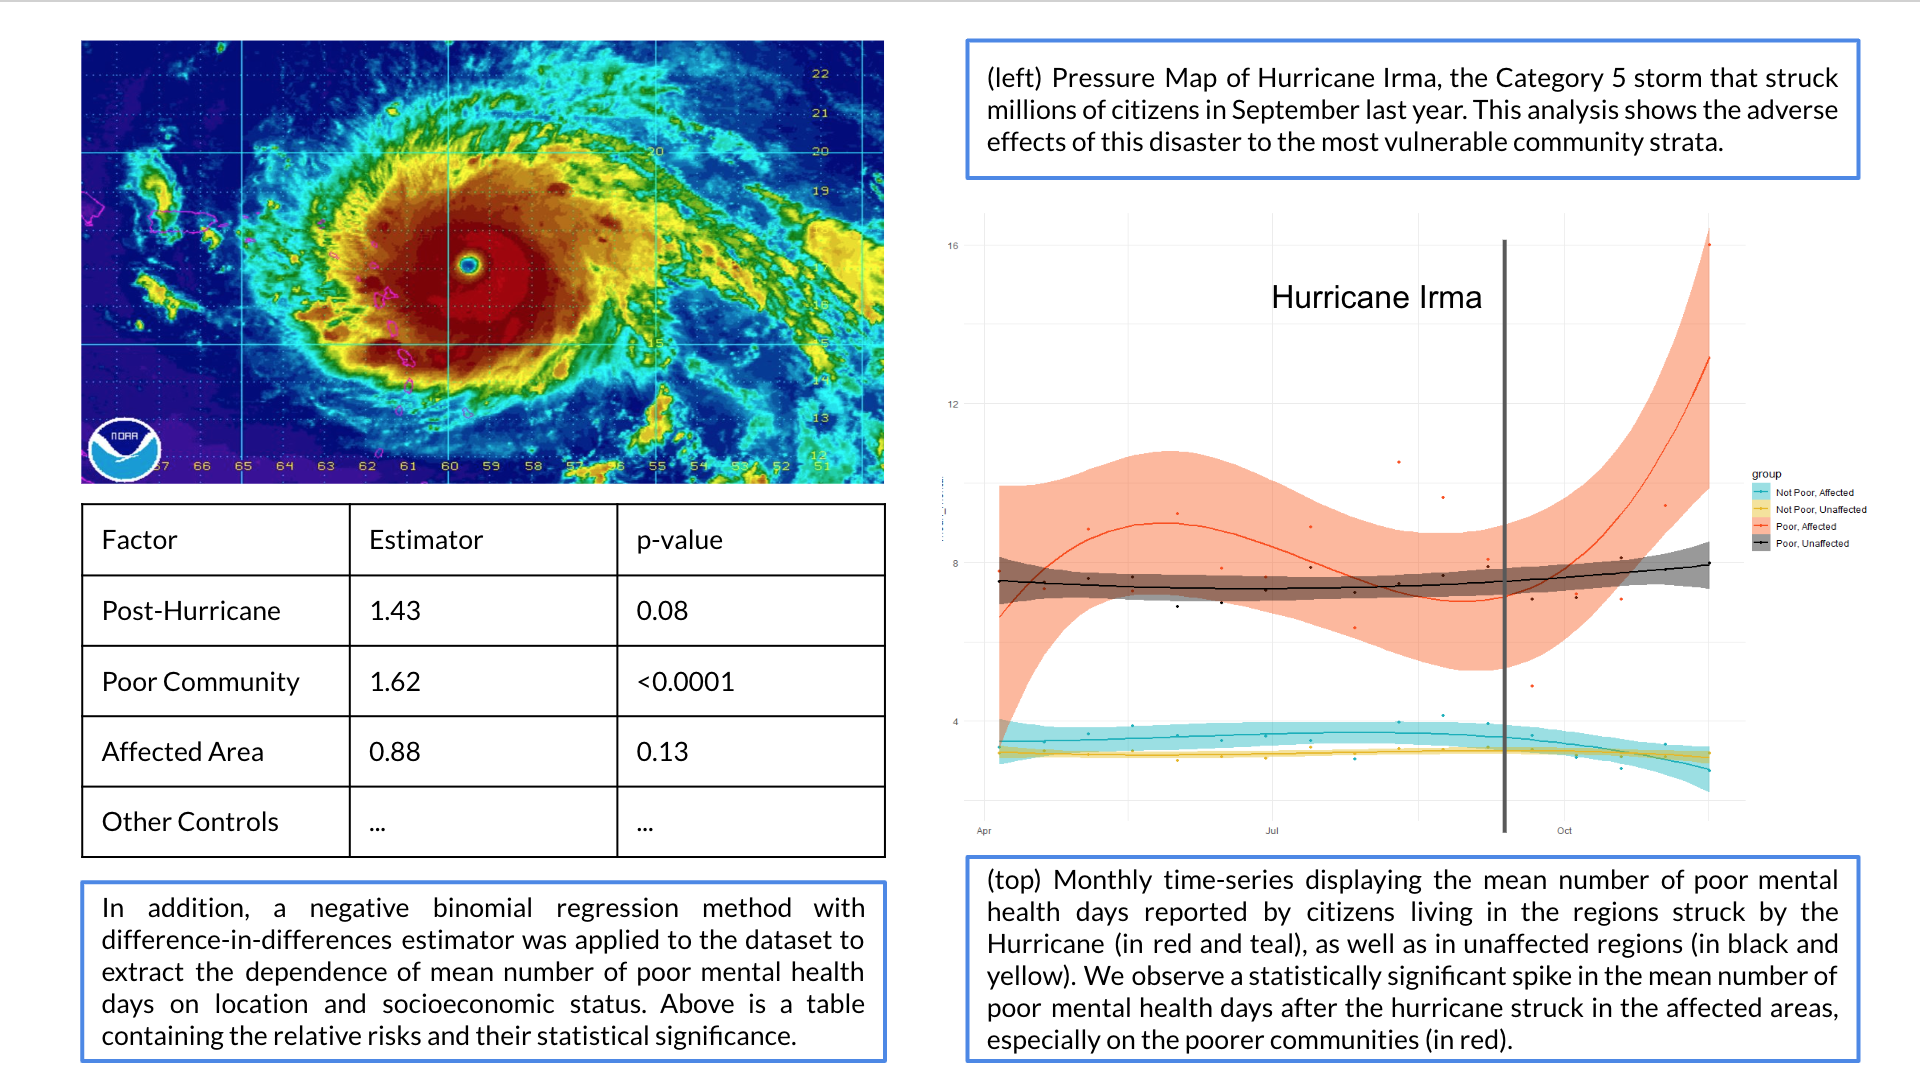 22
21
20
20
19
17
16
15
15
14
13
12
NOAA
67 66 65 64 63 62 61 60 59 58 57 56 55 54 53 52 51
Factor Estimator p-value
Post-Hurricane 1.43 0.08
Poor Community 1.62 <0.0001
Affected Area 0.88 0.13
Other Controls ... ...
In addition, a negative binomial regression method with
difference-in-differences estimator was applied to the dataset to
extract the dependence of mean number of poor mental health
days on location and socioeconomic status. Above is a table
containing the relative risks and their statistical significance.
(left) Pressure Map of Hurricane Irma, the Category 5 storm that struck
millions of citizens in September last year. This analysis shows the adverse
effects of this disaster to the most vulnerable community strata.
16
Hurricane Irma
12
8
4
Apr Jul Oct
group
Not Poor, Affected
Not Poor, Unaffected
Poor, Affected
Poor, Unaffected
(top) Monthly time-series displaying the mean number of poor mental
health days reported by citizens living in the regions struck by the
Hurricane (in red and teal), as well as in unaffected regions (in black and
yellow). We observe a statistically significant spike in the mean number of
poor mental health days after the hurricane struck in the affected areas,
especially on the poorer communities (in red).